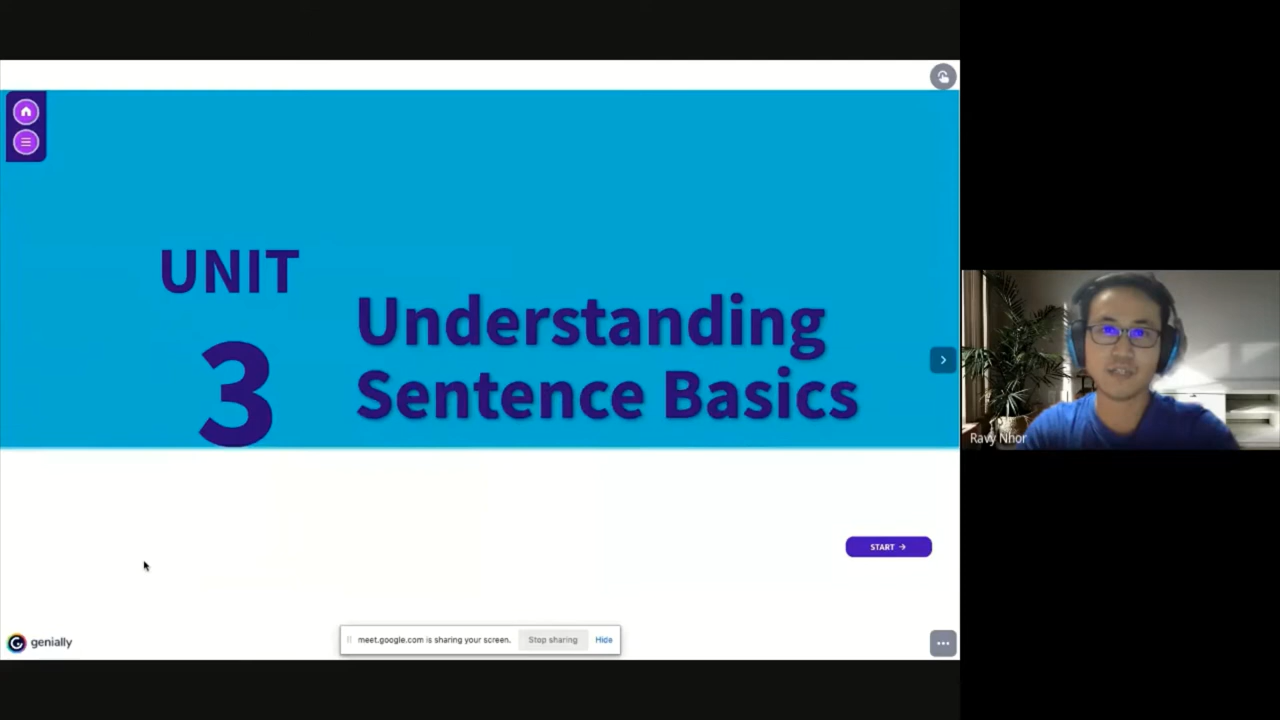 UNIT
3
Understanding
Sentence Basics
START →
Ravy Nhor
genially
meet.google.com is sharing your screen. Stop sharing Hide